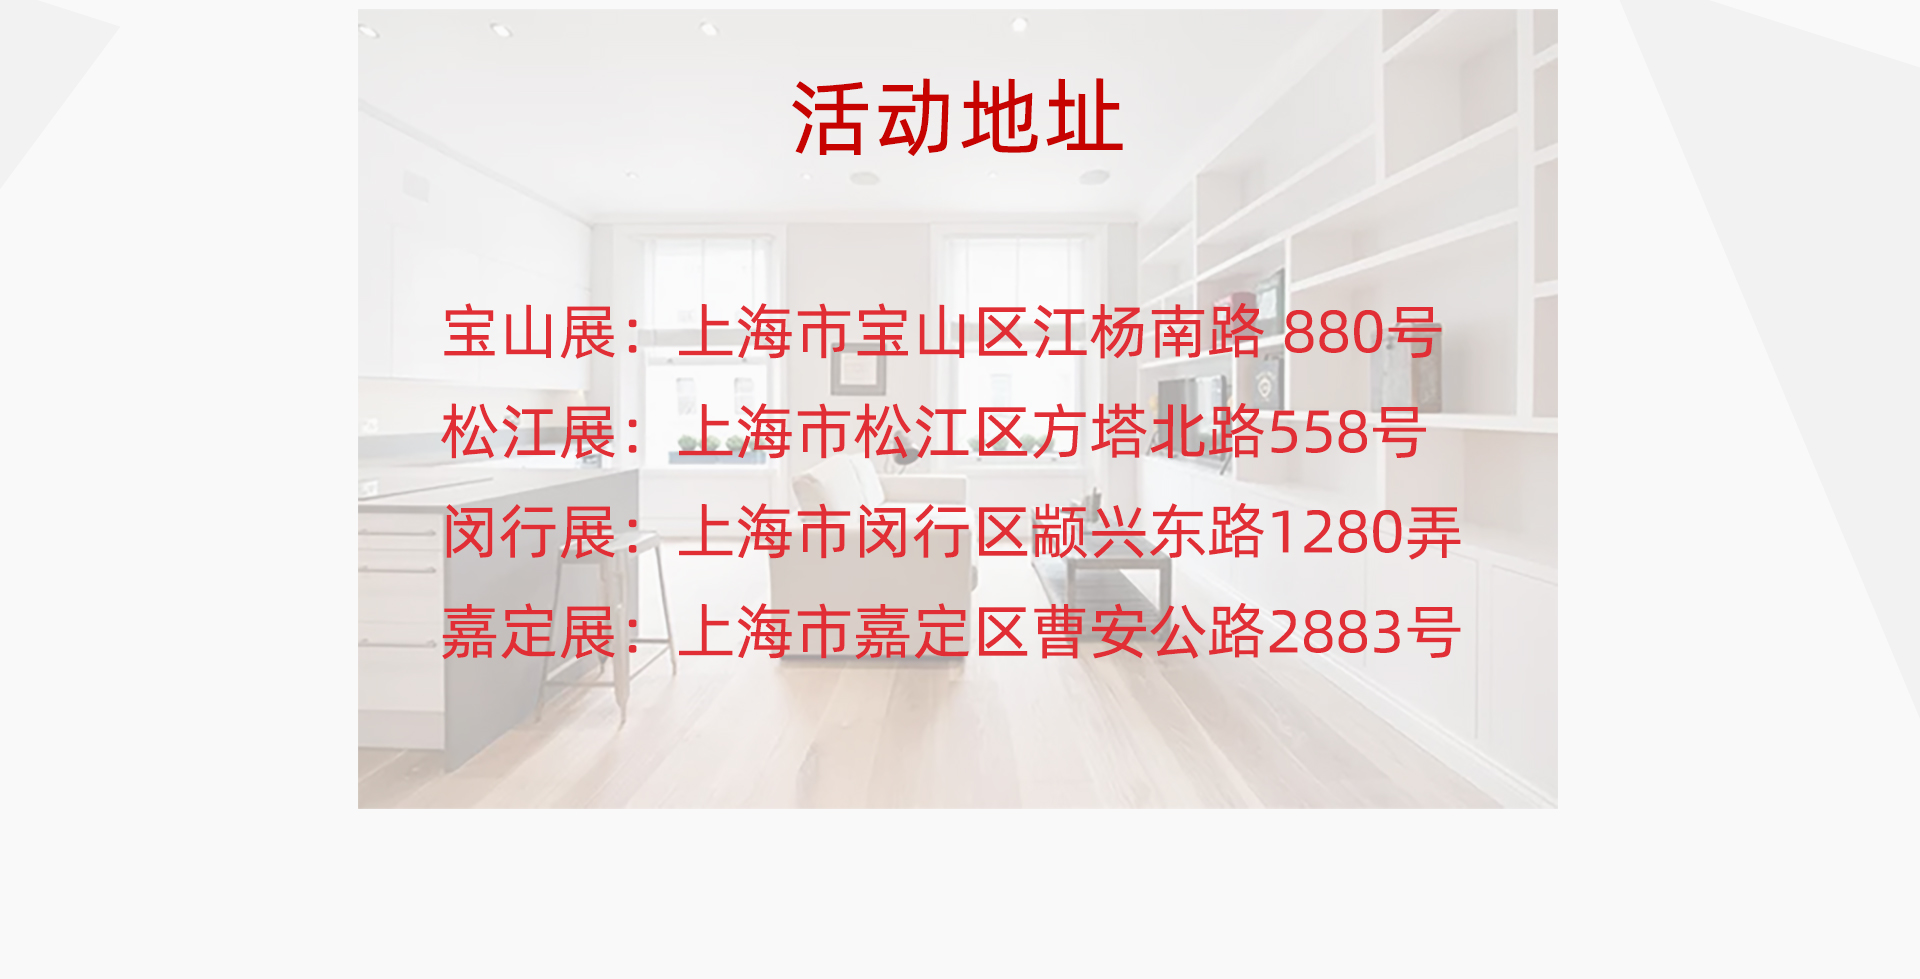 活动地址
宝山展：上海市宝山区江杨南路 880号
松江展：上海市松江区方塔北路558号
闵行展：上海市闵行区颛兴东路1280弄
嘉定展：上海市嘉定区曹安公路2883号